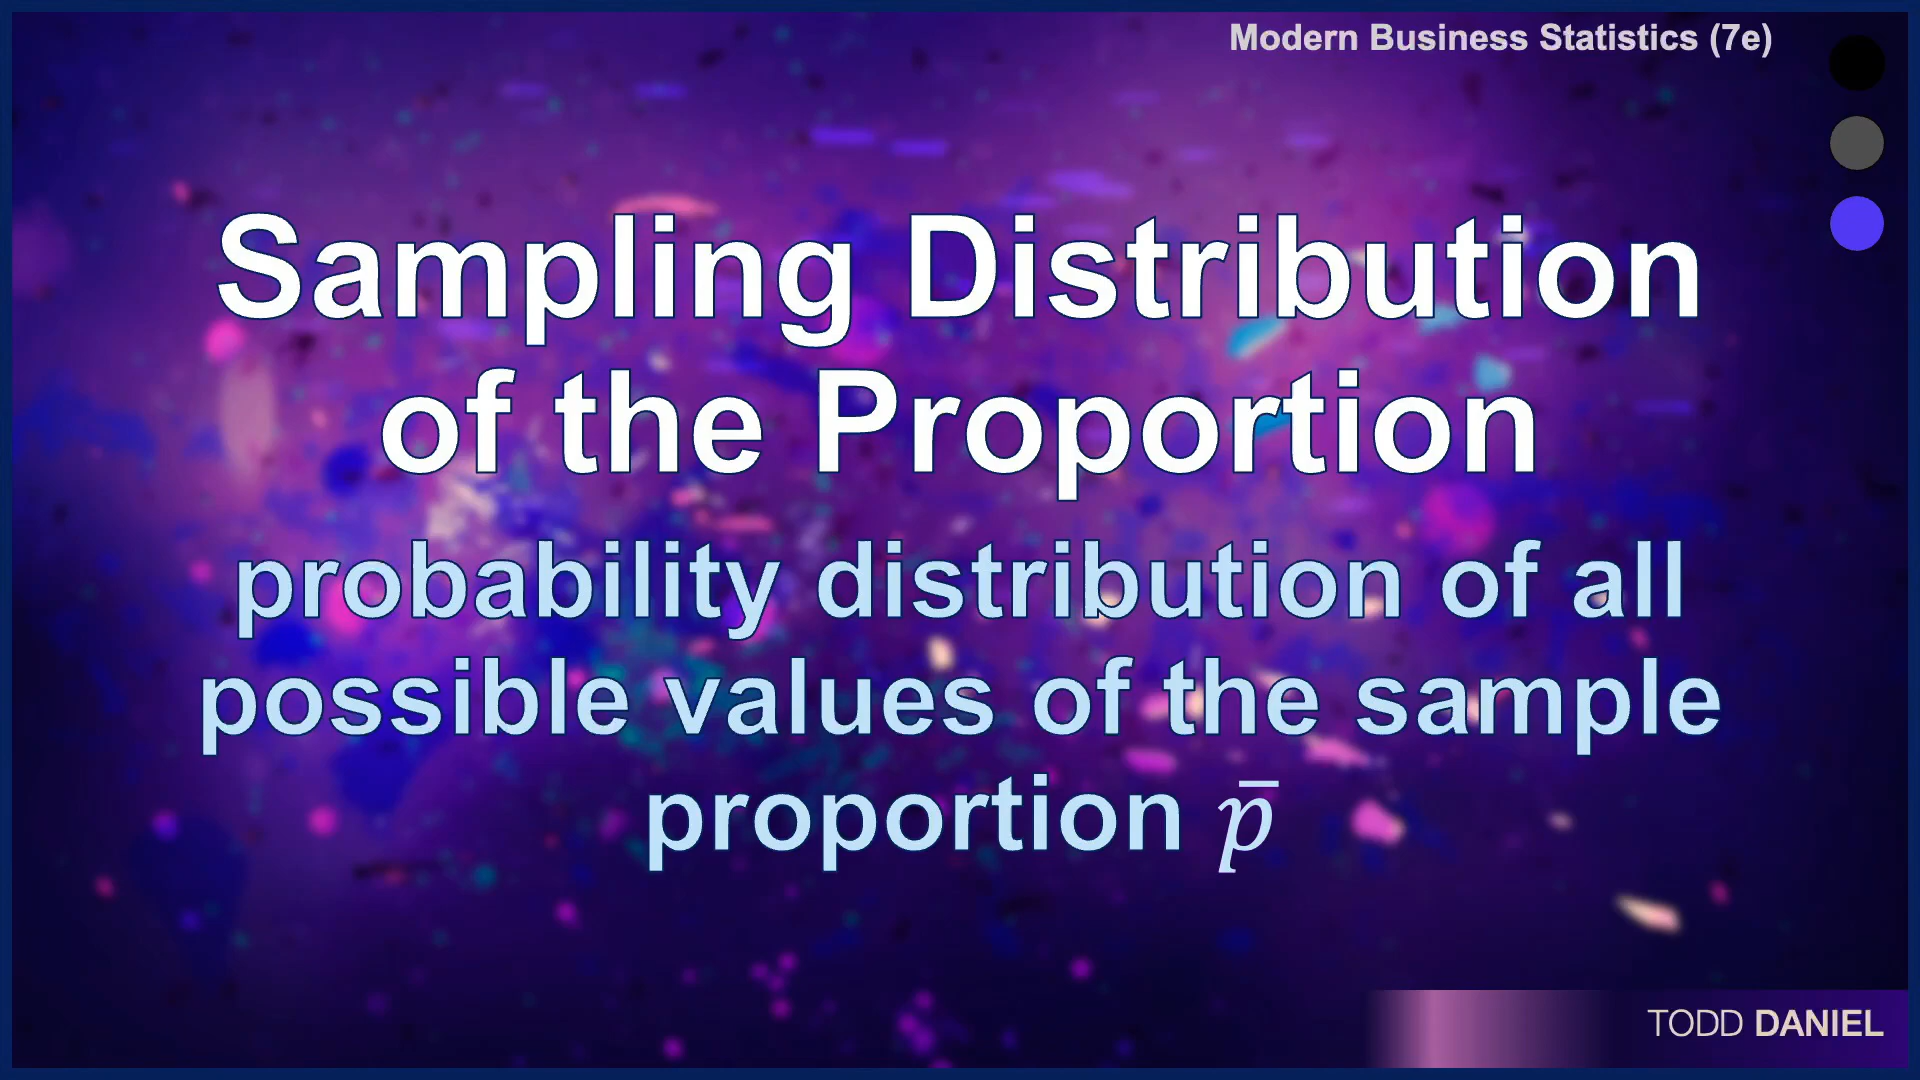 Modern Business Statistics (7e)
Sampling Distribution
of the Proportion
probability distribution of all
possible values of the sample
proportion p̄
TODD DANIEL